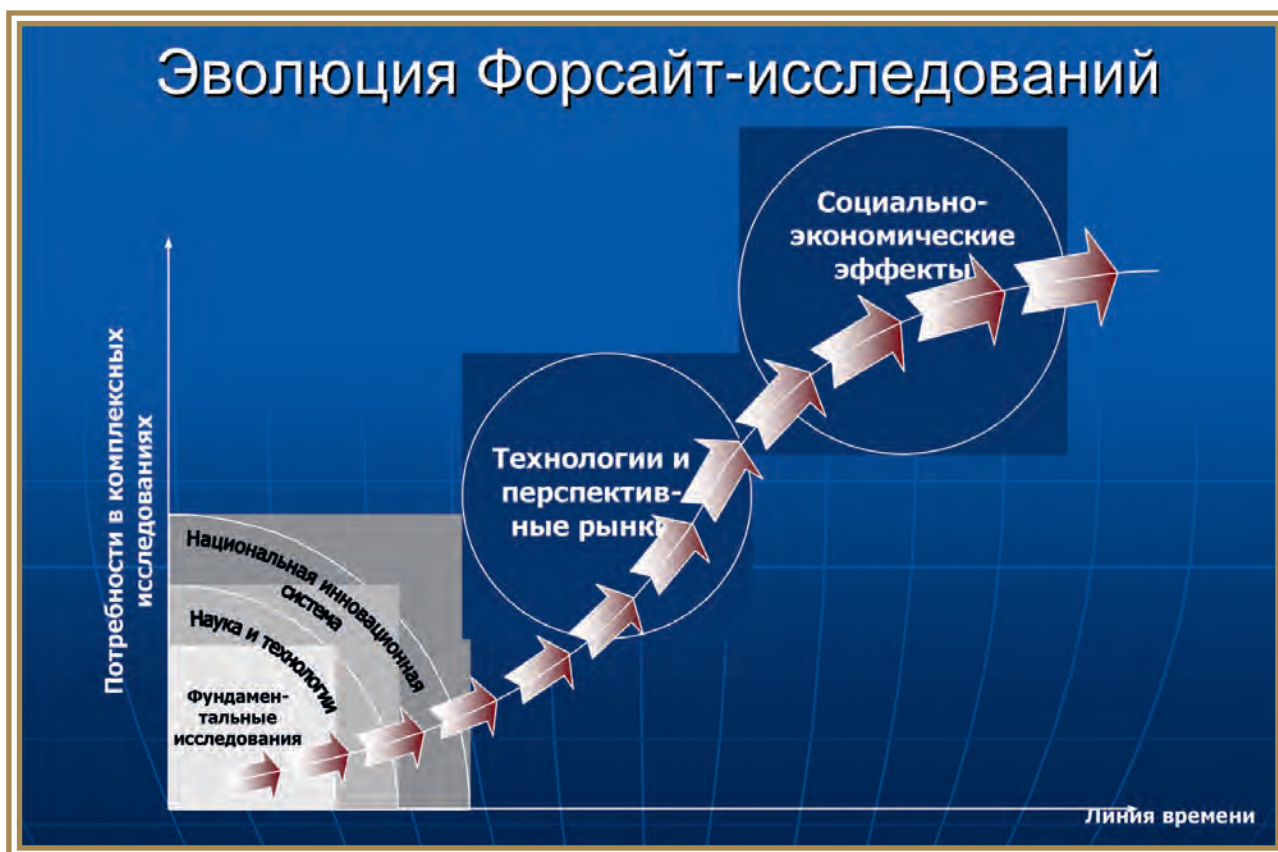 Эволюция Форсайт-исследований
Социально-
экономические
эффекты
Технологии и
перспектив-
ные рынки
Национальная инновационная
система
Наука и технологии
Фундамен-
тальные
исследования
Потребности в комплексных
исследованиях
Линия времени